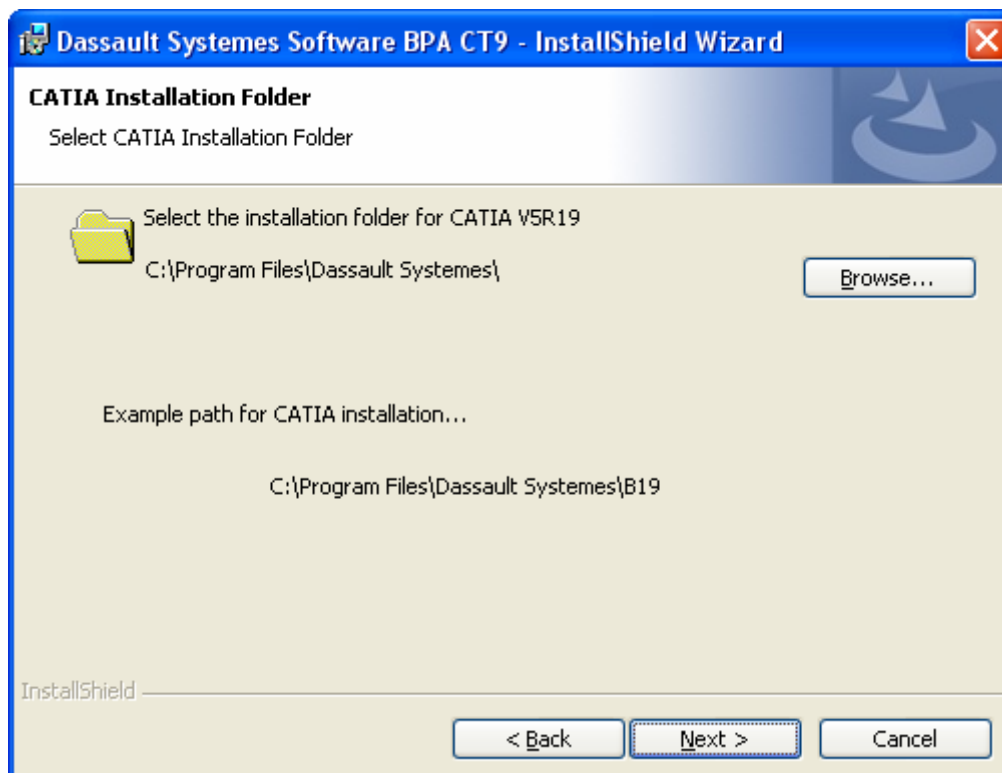 Dassault Systemes Software BPA CT9 - InstallShield Wizard
CATIA Installation Folder
Select CATIA Installation Folder
Select the installation folder for CATIA V5R19
C:\Program Files\Dassault Systemes\
Browse...
Example path for CATIA installation...
C:\Program Files\Dassault Systemes\B19
InstallShield
< Back
Next >
Cancel